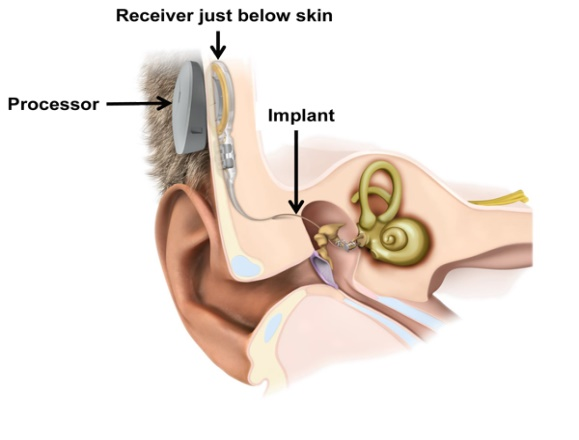 Receiver just below skin
Processor
Implant